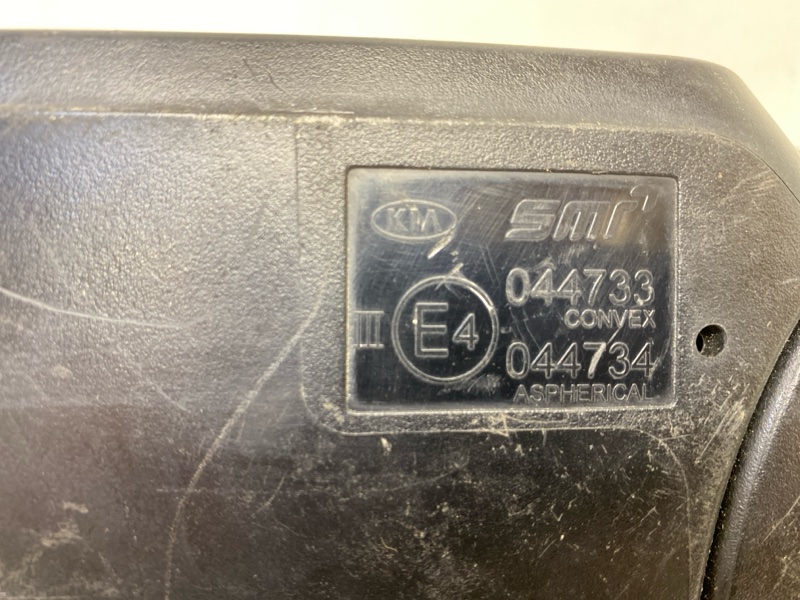 KIA SMR
044733
CONVEX
III E4
044734
ASPHERICAL